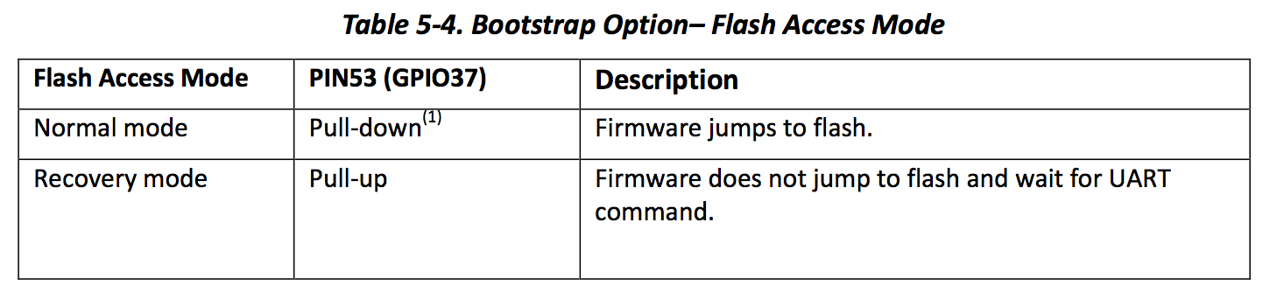 Table 5-4. Bootstrap Option– Flash Access Mode
Flash Access Mode PIN53 (GPIO37) Description
Normal mode Pull-down(1) Firmware jumps to flash.
Recovery mode Pull-up Firmware does not jump to flash and wait for UART
command.